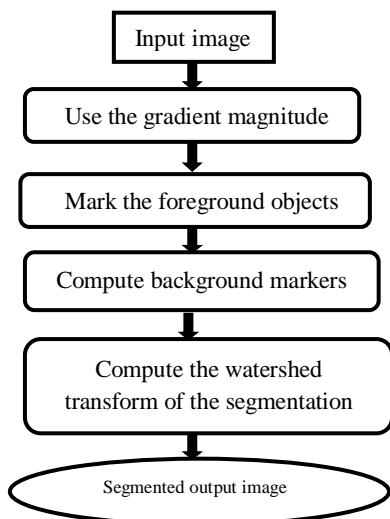 Input image
Use the gradient magnitude
Mark the foreground objects
Compute background markers
Compute the watershed
transform of the segmentation
Segmented output image